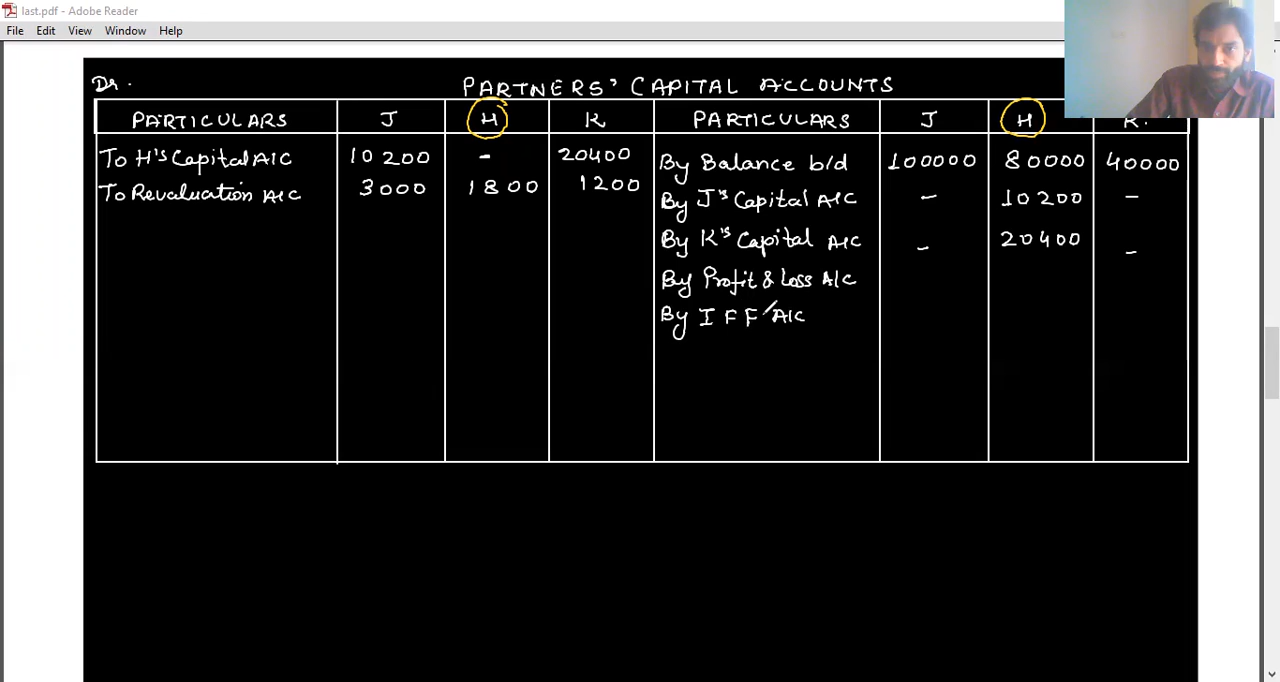 last.pdf - Adobe Reader
File Edit View Window Help
Dr. PARTNERS' CAPITAL ACCOUNTS
PARTICULARS J H K PARTICULARS J H K.
To H's Capital A/C 10200 - 20400 By Balance b/d 100000 80000 40000
To Revaluation A/C 3000 1800 1200 By J's Capital A/C - 10200 -
By K's Capital A/C - 20400 -
By Profit & Loss A/C
By I F F A/C